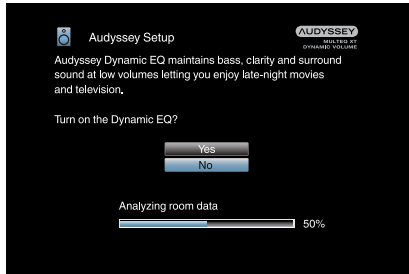 Audyssey Setup
AUDYSSEY
MULTEQ XT
DYNAMIC VOLUME
Audyssey Dynamic EQ maintains bass, clarity and surround
sound at low volumes letting you enjoy late-night movies
and television.
Turn on the Dynamic EQ?
Yes
No
Analyzing room data
50%